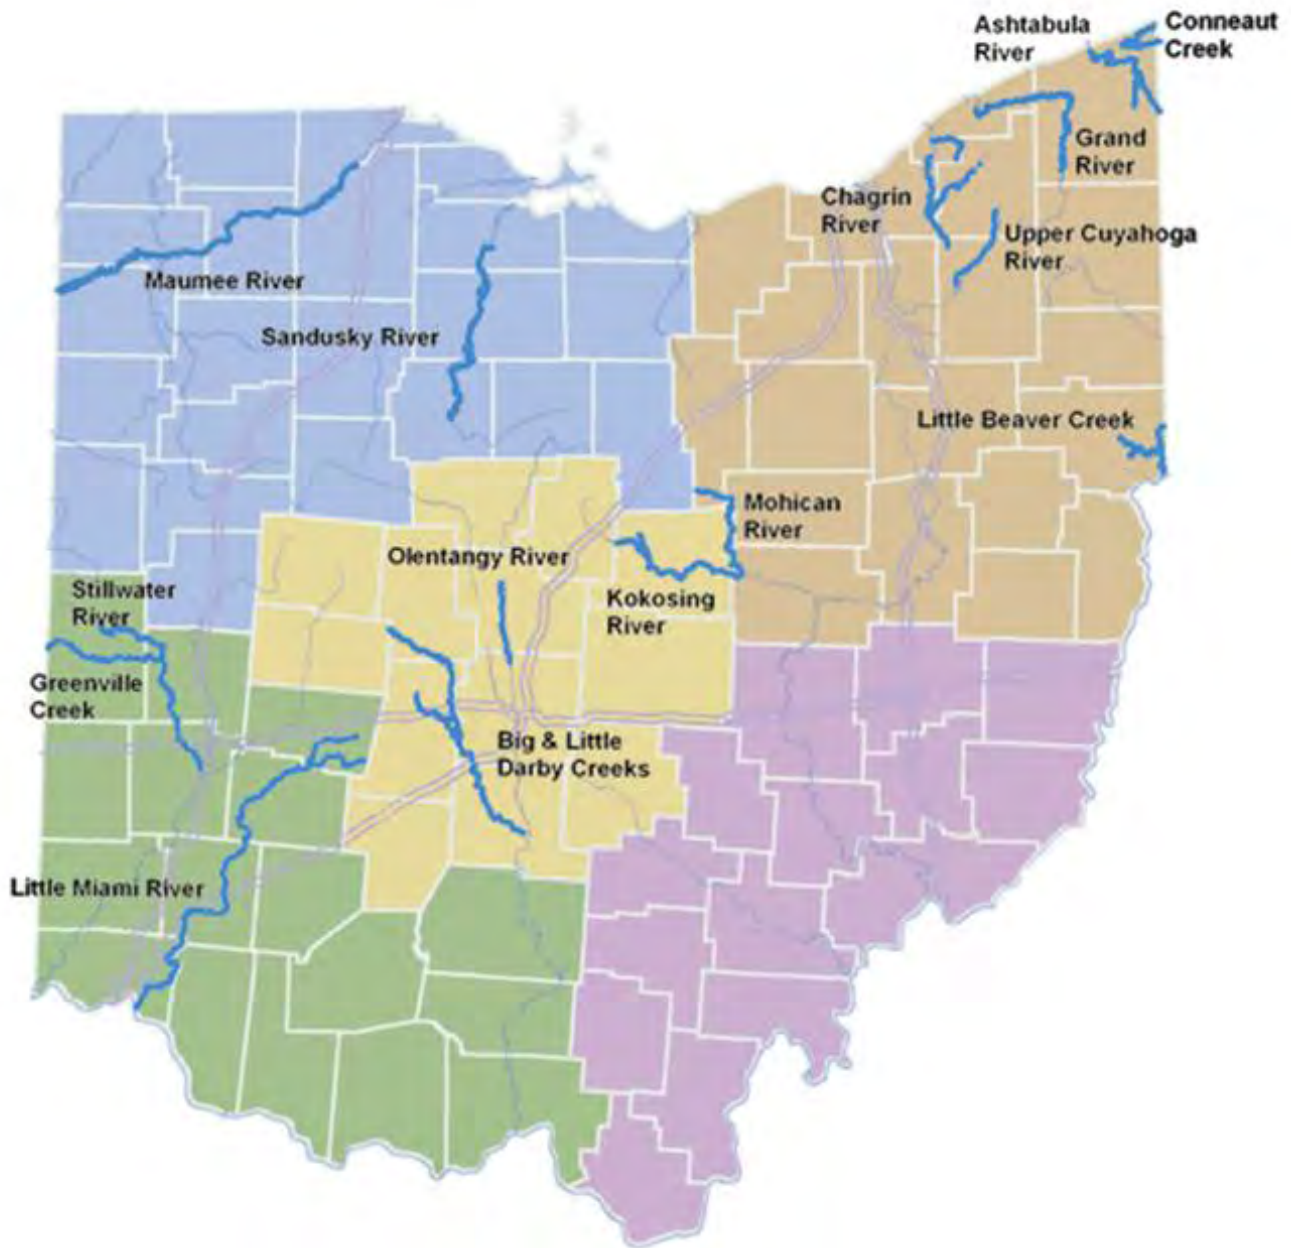 Ashtabula
River
Conneaut
Creek
Grand
River
Chagrin
River
Upper Cuyahoga
River
Maumee River
Sandusky River
Little Beaver Creek
Mohican
River
Olentangy River
Stillwater
River
Kokosing
River
Greenville
Creek
Big & Little
Darby Creeks
Little Miami River